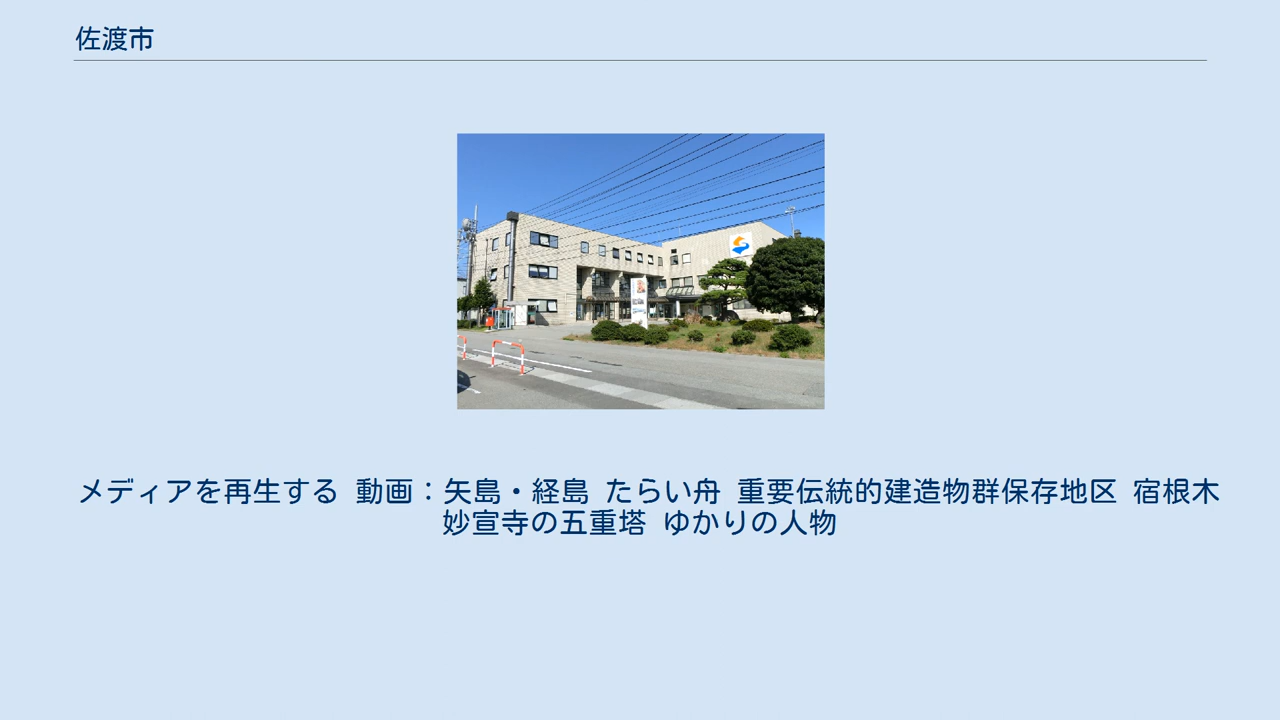 佐渡市
メディアを再生する 動画：矢島・経島 たらい舟 重要伝統的建造物群保存地区 宿根木
妙宣寺の五重塔 ゆかりの人物